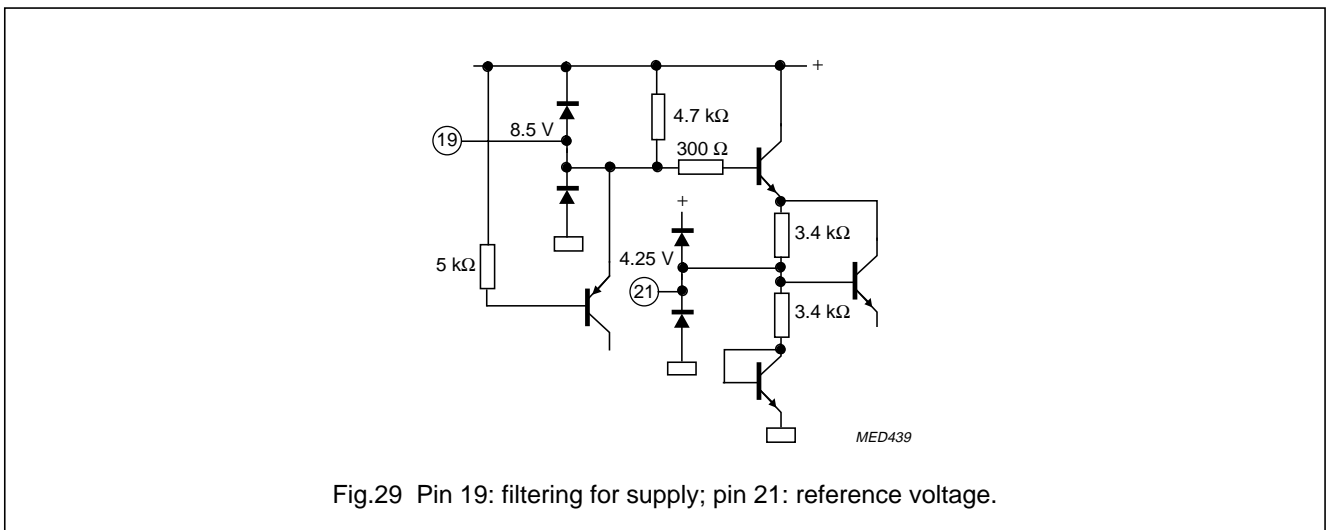 +
4.7 kΩ
8.5 V
19
300 Ω
+
3.4 kΩ
5 kΩ
4.25 V
21
3.4 kΩ
MED439
Fig.29 Pin 19: filtering for supply; pin 21: reference voltage.